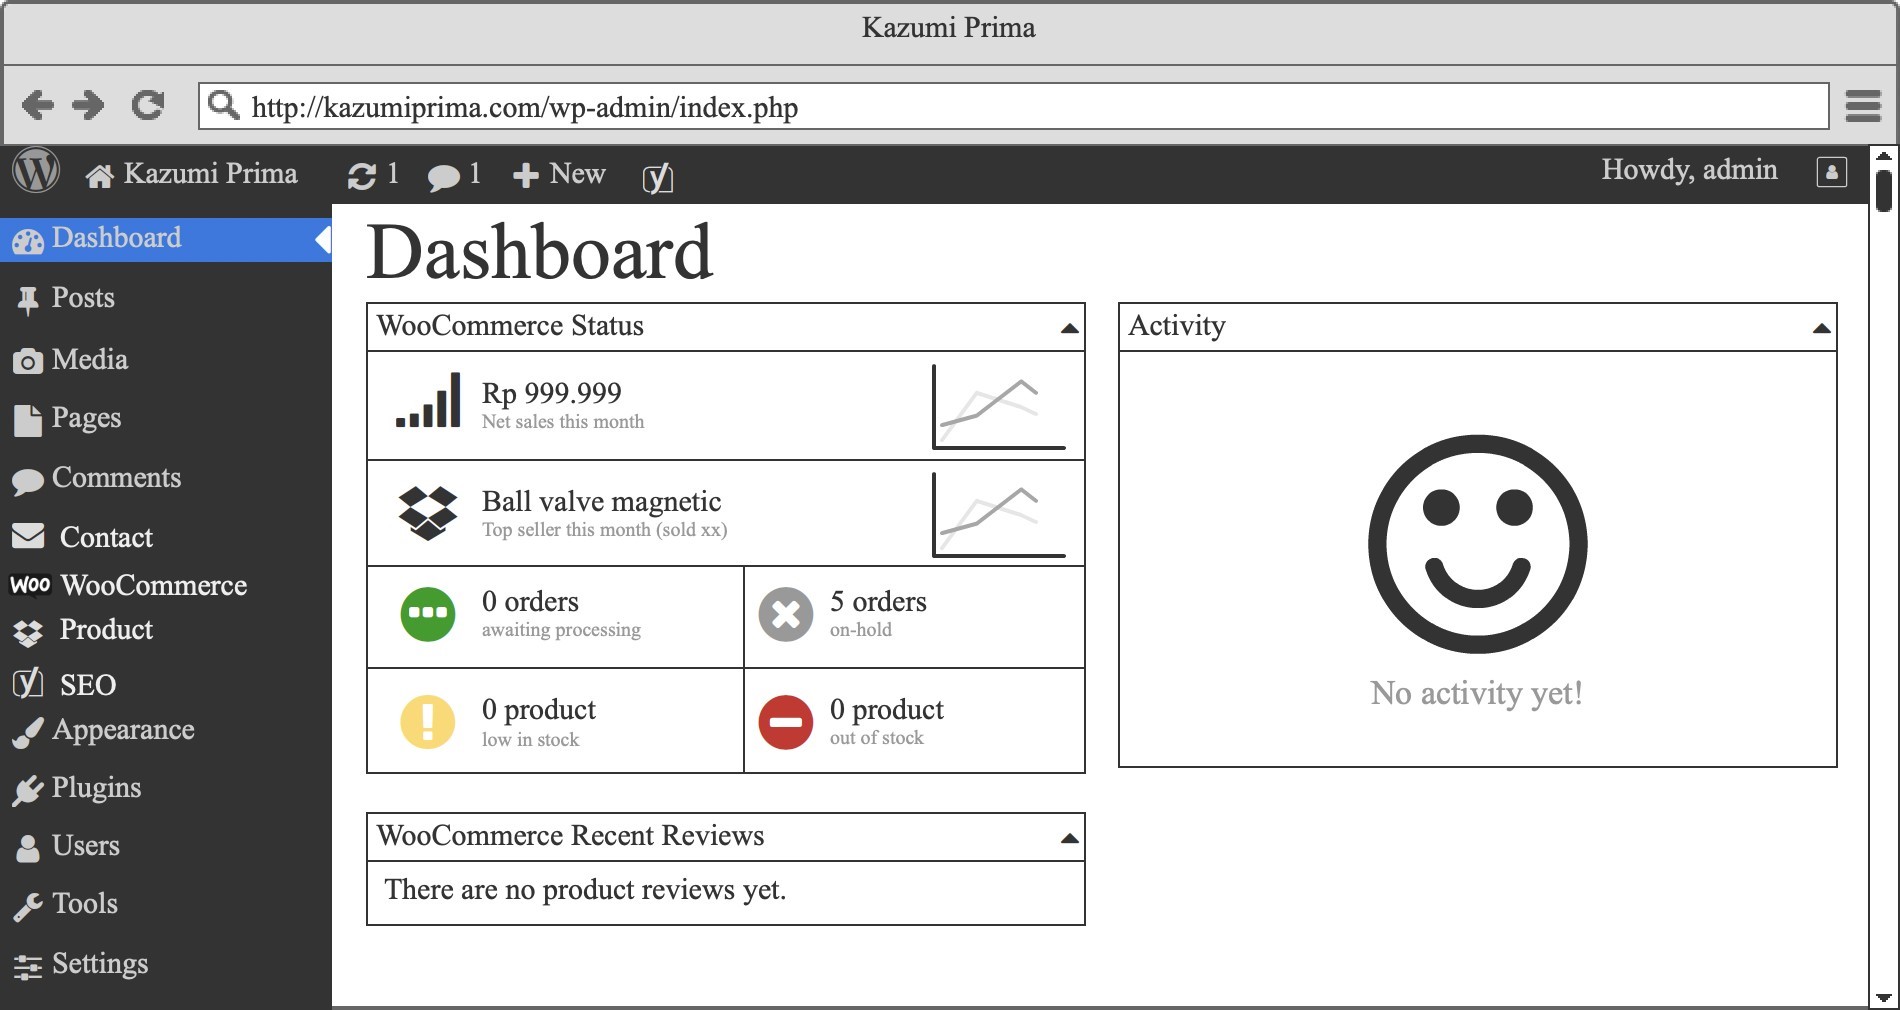 Kazumi Prima
http://kazumiprima.com/wp-admin/index.php
Kazumi Prima 1 1 New Howdy, admin
Dashboard
Posts
Media
Pages
Comments
Contact
Woo WooCommerce
Product
SEO
Appearance
Plugins
Users
Tools
Settings
Dashboard
WooCommerce Status
Rp 999.999
Net sales this month
Ball valve magnetic
Top seller this month (sold xx)
0 orders
awaiting processing
5 orders
on-hold
0 product
low in stock
0 product
out of stock
WooCommerce Recent Reviews
There are no product reviews yet.
Activity
No activity yet!